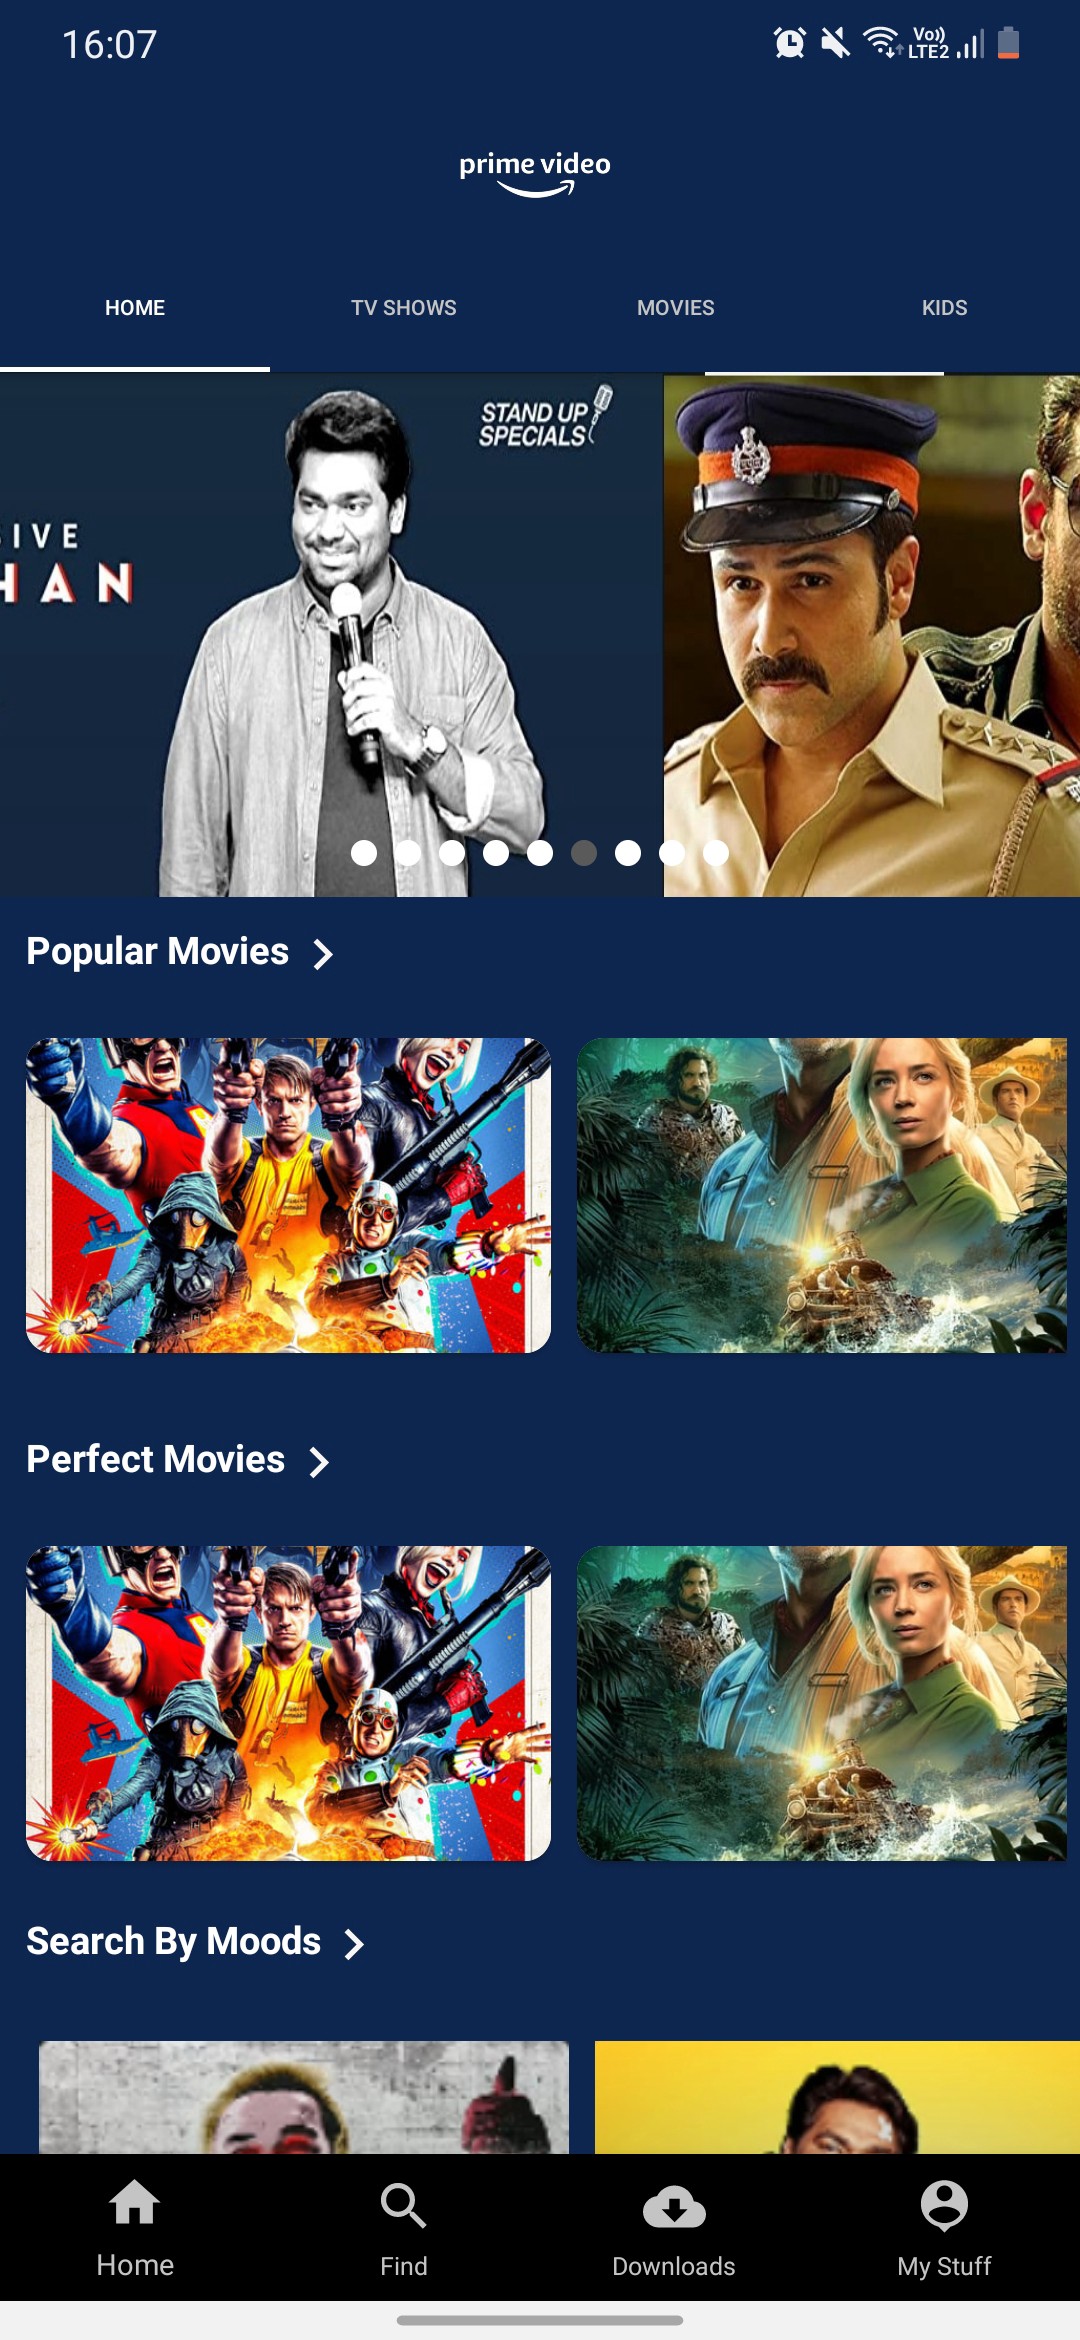 16:07
Vo)) LTE2
prime video
HOME TV SHOWS MOVIES KIDS
STAND UP
SPECIALS
IVE
HAN
Popular Movies
Perfect Movies
Search By Moods
Home Find Downloads My Stuff